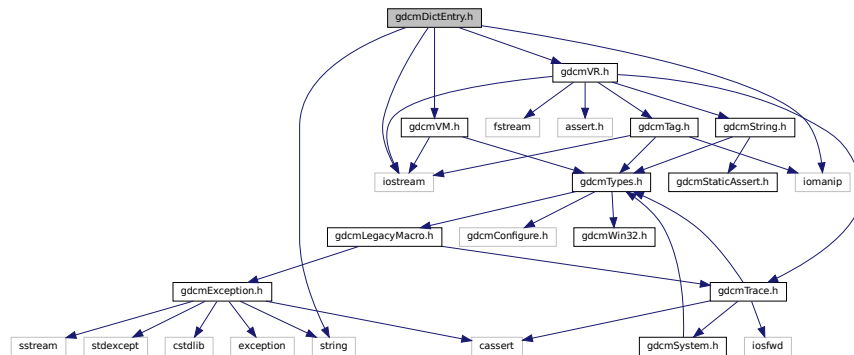 gdcmDictEntry.h
gdcmVR.h
gdcmVM.h
fstream
assert.h
gdcmTag.h
gdcmString.h
iostream
gdcmTypes.h
gdcmStaticAssert.h
iomanip
gdcmLegacyMacro.h
gdcmConfigure.h
gdcmWin32.h
gdcmException.h
gdcmTrace.h
sstream
stdexcept
cstdlib
exception
string
cassert
gdcmSystem.h
iosfwd